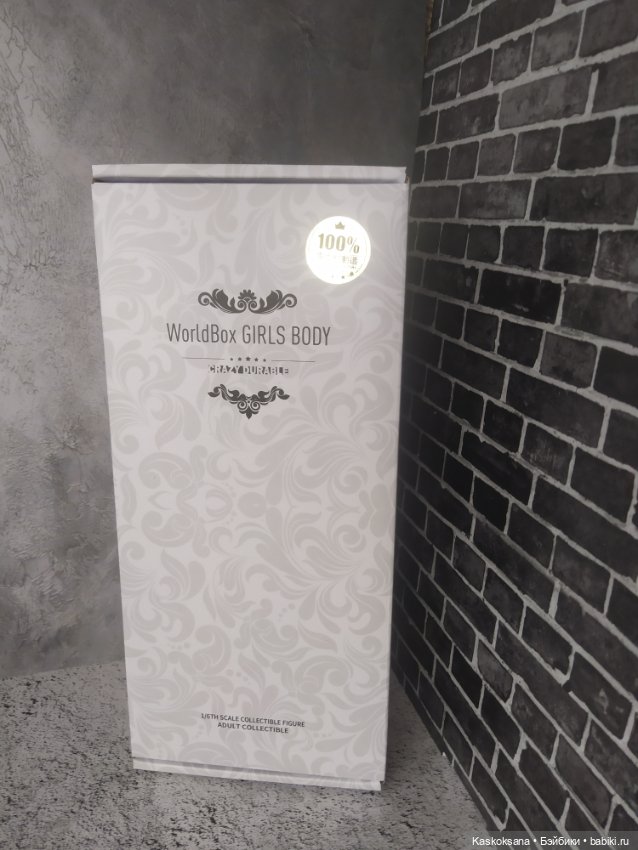 100%
WorldBox GIRLS BODY
CRAZY DURABLE
1/6TH SCALE COLLECTIBLE FIGURE
ADULT COLLECTIBLE
Kaskoksana • Бэйбики • babiki.ru